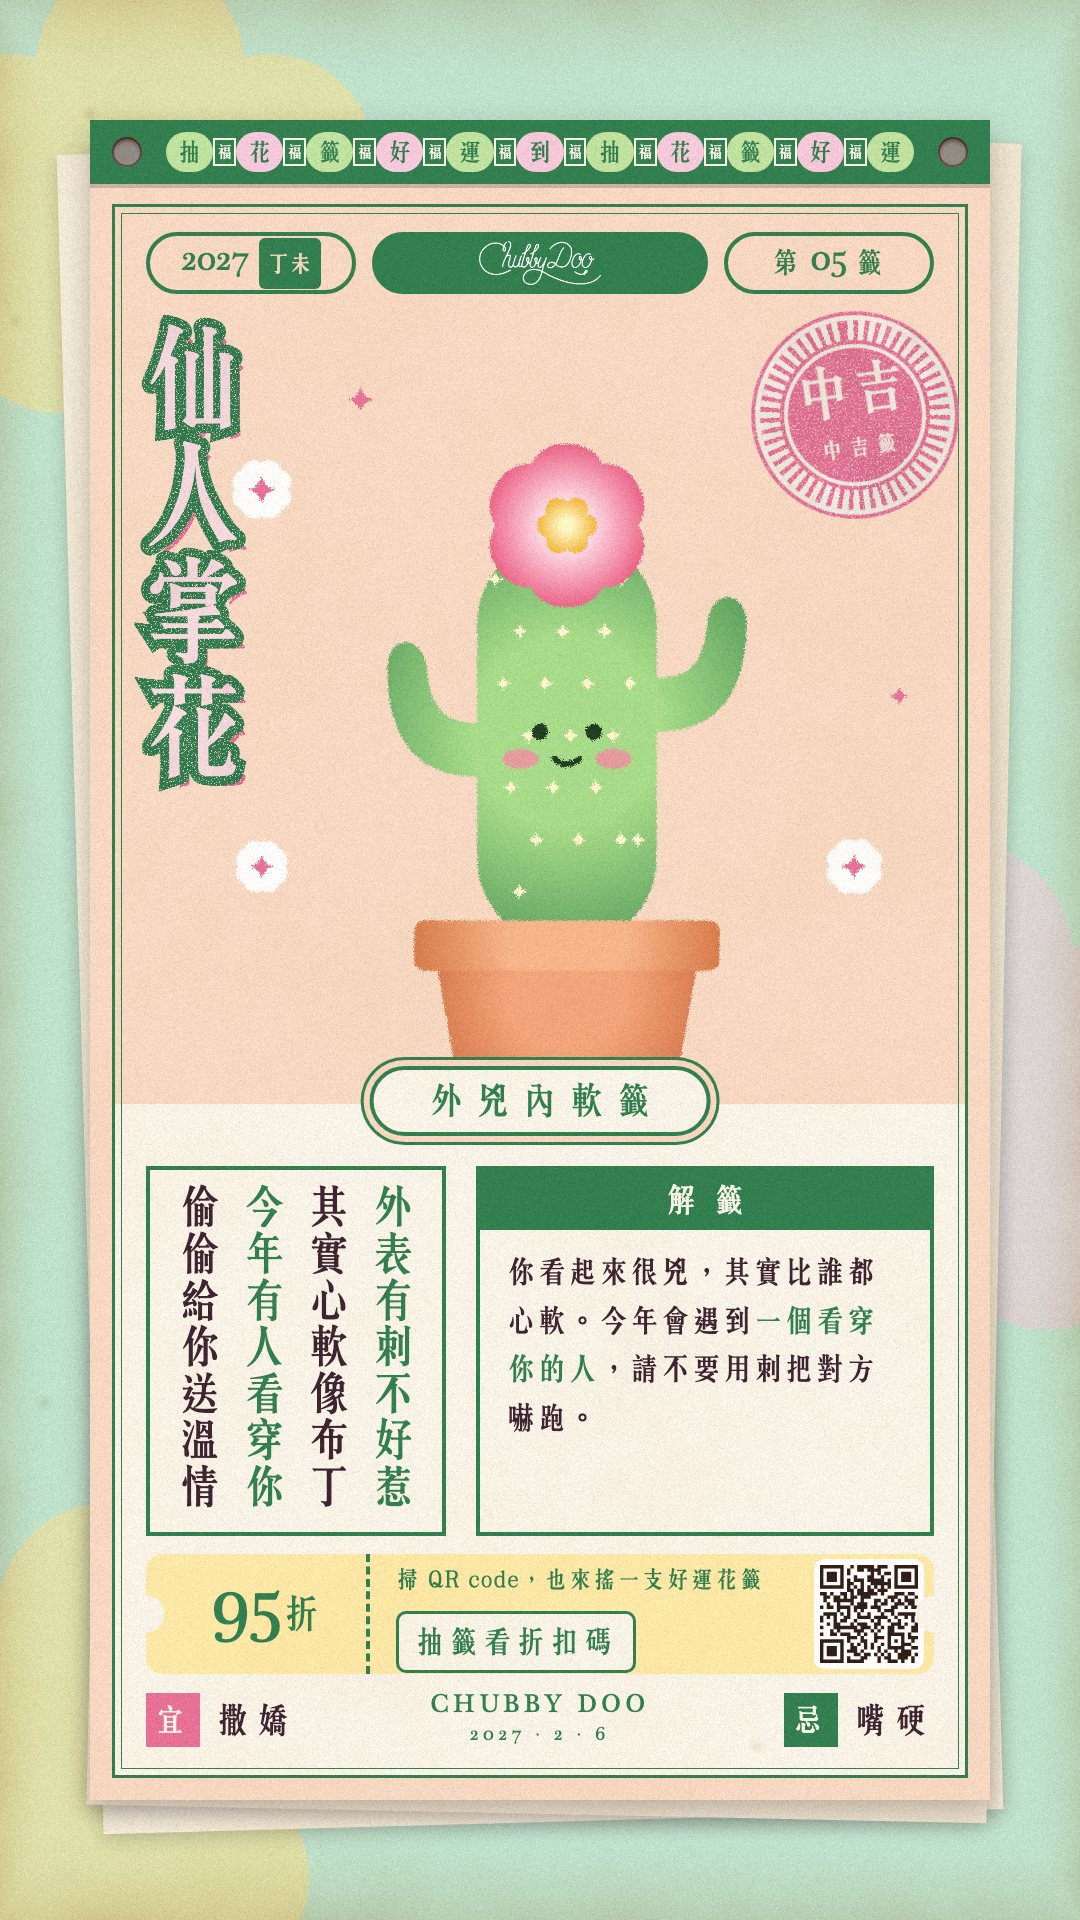 抽福花福籤福好福運福到福抽福花福籤福好福運
2027 丁未
Chubby Doo
第 05 籤
仙人掌花
中吉
中吉籤
外兇內軟籤
外表有刺不好惹
其實心軟像布丁
今年有人看穿你
偷偷給你送溫情
解籤
你看起來很兇，其實比誰都
心軟。今年會遇到一個看穿
你的人，請不要用刺把對方
嚇跑。
95折
掃 QR code，也來搖一支好運花籤
抽籤看折扣碼
宜 撒嬌
CHUBBY DOO
2027 · 2 · 6
忌 嘴硬